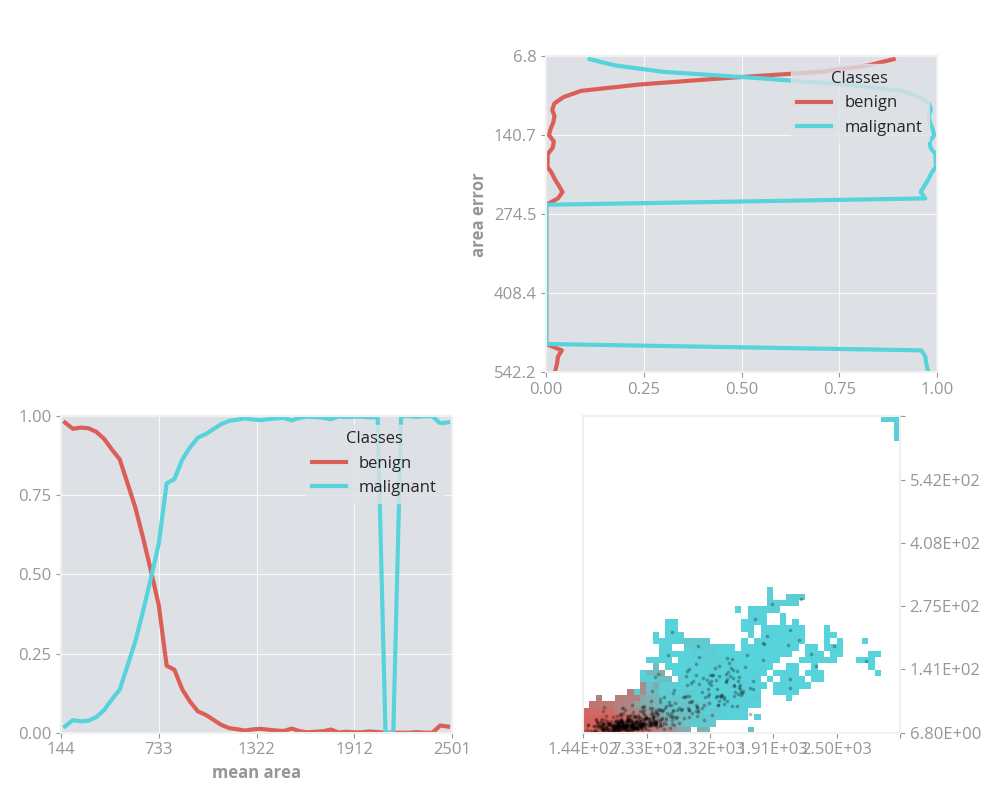 6.8
140.7
274.5
408.4
542.2
area error
0.00 0.25 0.50 0.75 1.00
Classes
benign
malignant
1.00
0.75
0.50
0.25
0.00
144 733 1322 1912 2501
mean area
Classes
benign
malignant
5.42E+02
4.08E+02
2.75E+02
1.41E+02
6.80E+00
1.44E+02 7.33E+02 1.32E+03 1.91E+03 2.50E+03